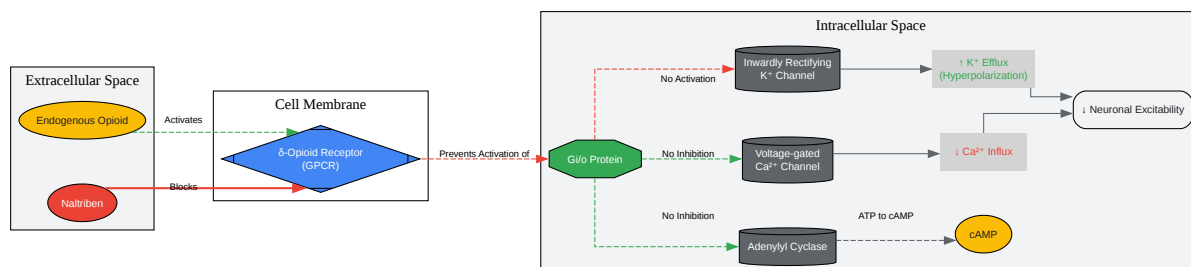 Extracellular Space
Endogenous Opioid
Naltriben
Activates
Blocks
Cell Membrane
δ-Opioid Receptor
(GPCR)
Prevents Activation of
Intracellular Space
Gi/o Protein
No Activation
No Inhibition
No Inhibition
Inwardly Rectifying
K⁺ Channel
Voltage-gated
Ca²⁺ Channel
Adenylyl Cyclase
ATP to cAMP
↑ K⁺ Efflux
(Hyperpolarization)
↓ Ca²⁺ Influx
cAMP
↓ Neuronal Excitability